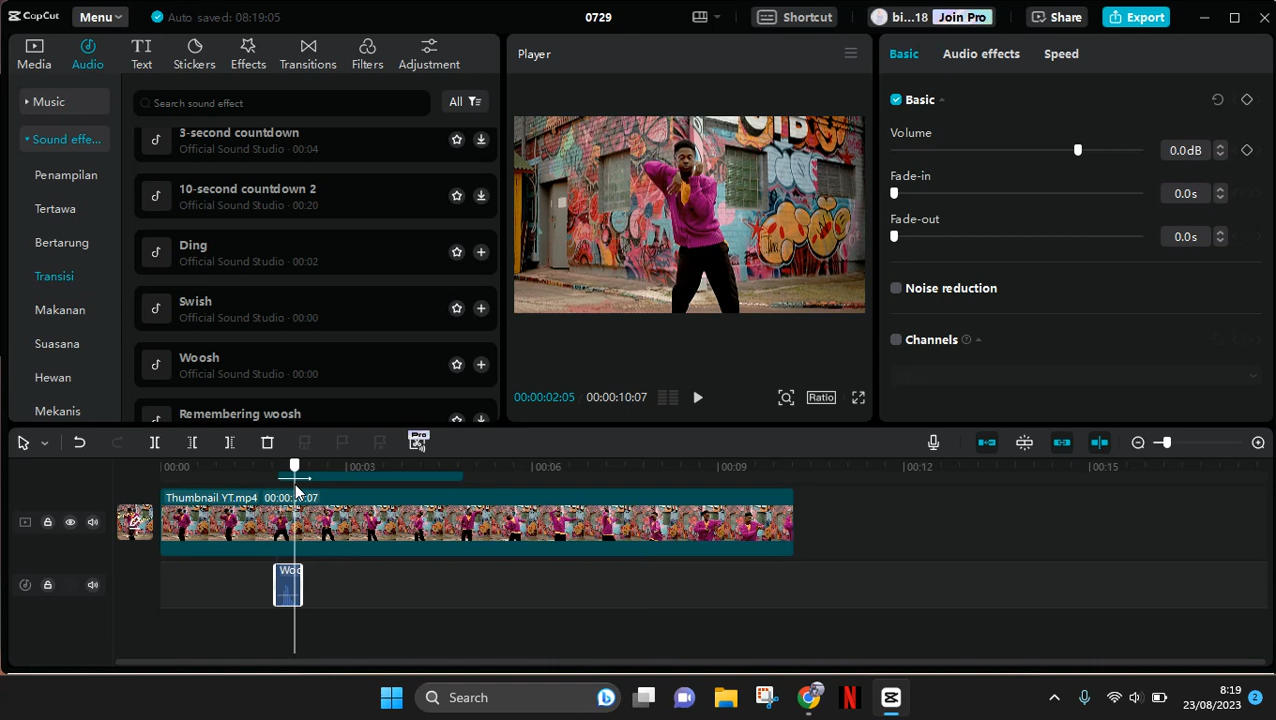 CapCut
Menu
Auto saved: 08:19:05
0729
Shortcut
bi...18
Join Pro
Share
Export
Media
Audio
Text
Stickers
Effects
Transitions
Filters
Adjustment
Music
Sound effe...
Penampilan
Tertawa
Bertarung
Transisi
Makanan
Suasana
Hewan
Mekanis
Search sound effect
All
3-second countdown
Official Sound Studio · 00:04
10-second countdown 2
Official Sound Studio · 00:20
Ding
Official Sound Studio · 00:02
Swish
Official Sound Studio · 00:00
Woosh
Official Sound Studio · 00:00
Remembering woosh
Player
00:00:02:05
00:00:10:07
Ratio
Basic
Audio effects
Speed
Basic
Volume
0.0dB
Fade-in
0.0s
Fade-out
0.0s
Noise reduction
Channels
Pro
00:00
00:03
00:06
00:09
00:12
00:15
Thumbnail YT.mp4
Woo
Search
8:19
23/08/2023
2